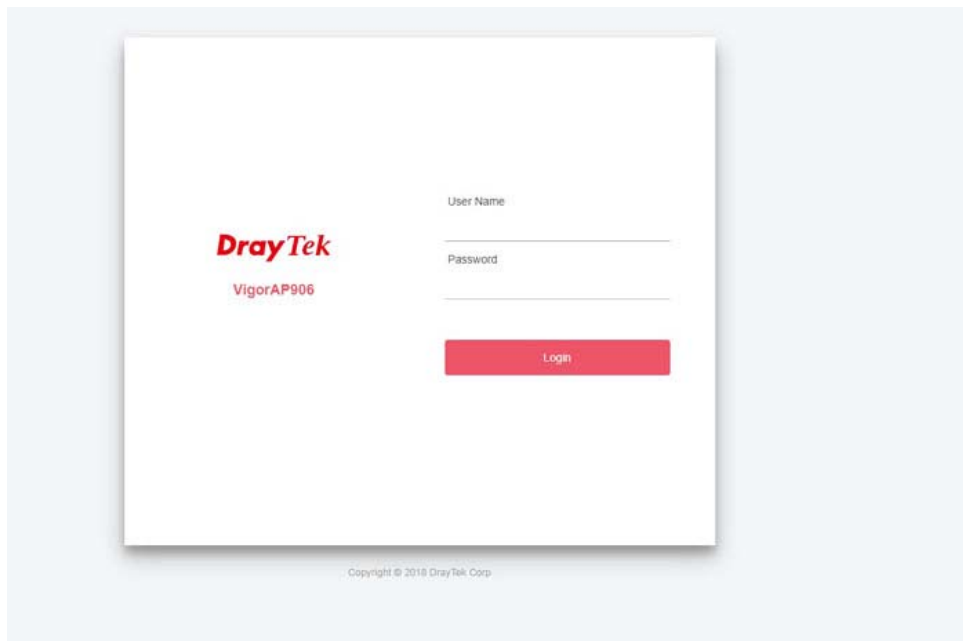 DrayTek
VigorAP906
User Name
Password
Login
Copyright © 2018 DrayTek Corp